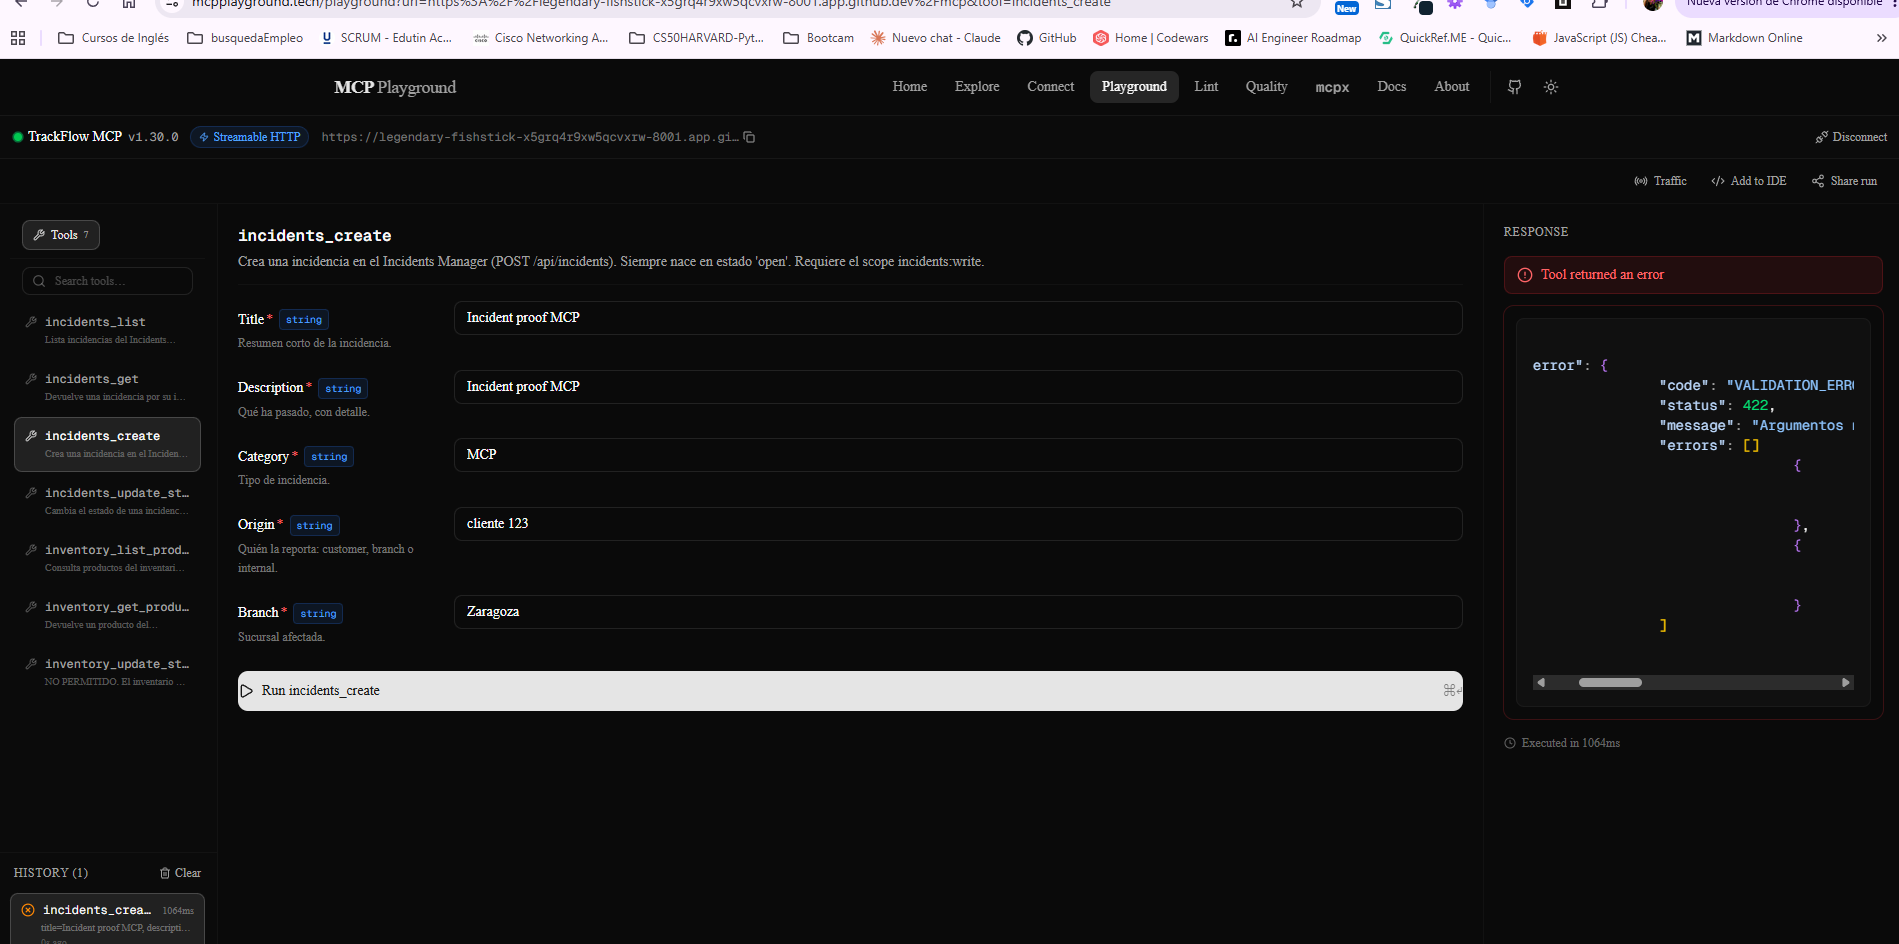 mcpplayground.tech/playground?url=https%3A%2F%2Flegendary-fishstick-x5grq4r9xw5qcvxrw-8001.app.github.dev%2Fmcp&tool=incidents_create
New
Nueva versión de Chrome disponible
Cursos de Inglés
busquedaEmpleo
SCRUM - Edutin Ac...
Cisco Networking A...
CS50HARVARD-Pyt...
Bootcam
Nuevo chat - Claude
GitHub
Home | Codewars
AI Engineer Roadmap
QuickRef.ME - Quic...
JavaScript (JS) Chea...
Markdown Online
MCP Playground
Home
Explore
Connect
Playground
Lint
Quality
mcpx
Docs
About
TrackFlow MCP v1.30.0
Streamable HTTP
https://legendary-fishstick-x5grq4r9xw5qcvxrw-8001.app.gi…
Disconnect
Traffic
Add to IDE
Share run
Tools 7
Search tools…
incidents_list
Lista incidencias del Incidents…
incidents_get
Devuelve una incidencia por su i…
incidents_create
Crea una incidencia en el Inciden…
incidents_update_st…
Cambia el estado de una incidenc…
inventory_list_prod…
Consulta productos del inventari…
inventory_get_produ…
Devuelve un producto del…
inventory_update_st…
NO PERMITIDO. El inventario …
HISTORY (1)
Clear
incidents_crea…
1064ms
title=Incident proof MCP, descripti…
incidents_create
Crea una incidencia en el Incidents Manager (POST /api/incidents). Siempre nace en estado 'open'. Requiere el scope incidents:write.
Title* string
Incident proof MCP
Resumen corto de la incidencia.
Description* string
Incident proof MCP
Qué ha pasado, con detalle.
Category* string
MCP
Tipo de incidencia.
Origin* string
cliente 123
Quién la reporta: customer, branch o
internal.
Branch* string
Zaragoza
Sucursal afectada.
Run incidents_create
RESPONSE
Tool returned an error
error": {
"code": "VALIDATION_ERR
"status": 422,
"message": "Argumentos
"errors": []
{
},
{
}
]
Executed in 1064ms